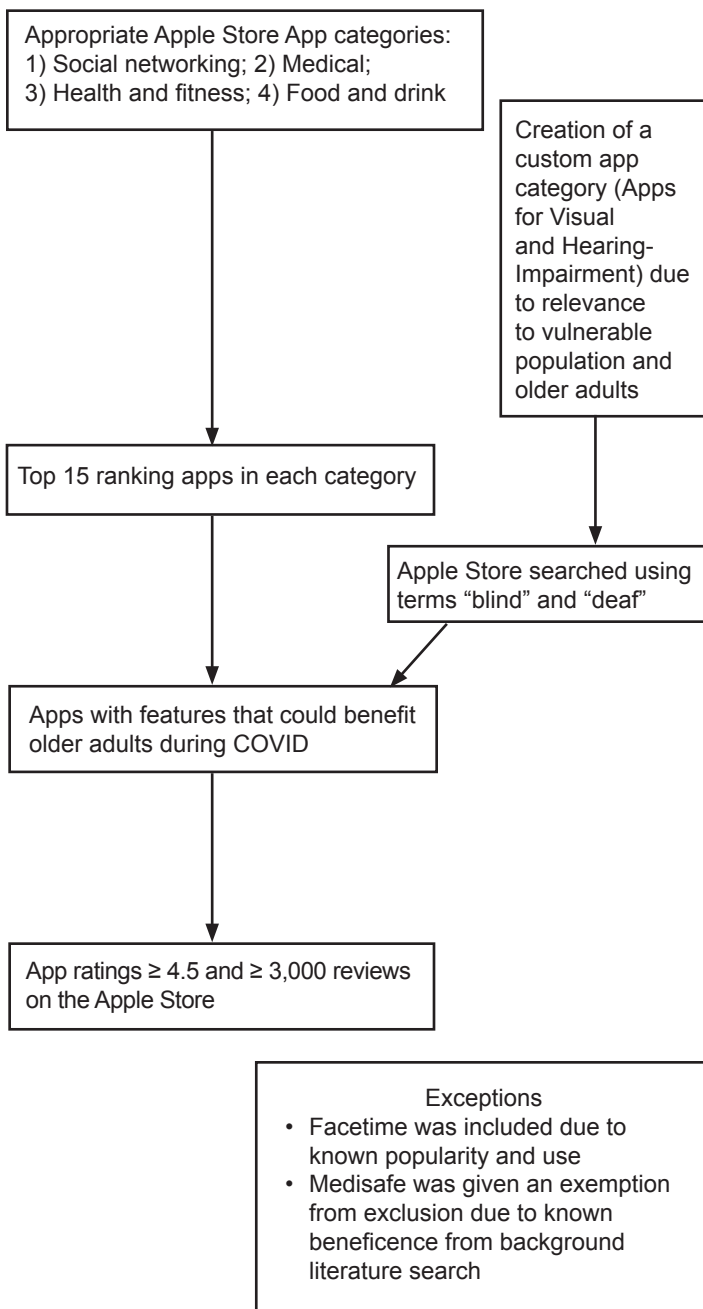 Appropriate Apple Store App categories:
1) Social networking; 2) Medical;
3) Health and fitness; 4) Food and drink
Creation of a
custom app
category (Apps
for Visual
and Hearing-
Impairment) due
to relevance
to vulnerable
population and
older adults
Top 15 ranking apps in each category
Apple Store searched using
terms “blind” and “deaf”
Apps with features that could benefit
older adults during COVID
App ratings ≥ 4.5 and ≥ 3,000 reviews
on the Apple Store
Exceptions
• Facetime was included due to
known popularity and use
• Medisafe was given an exemption
from exclusion due to known
beneficence from background
literature search